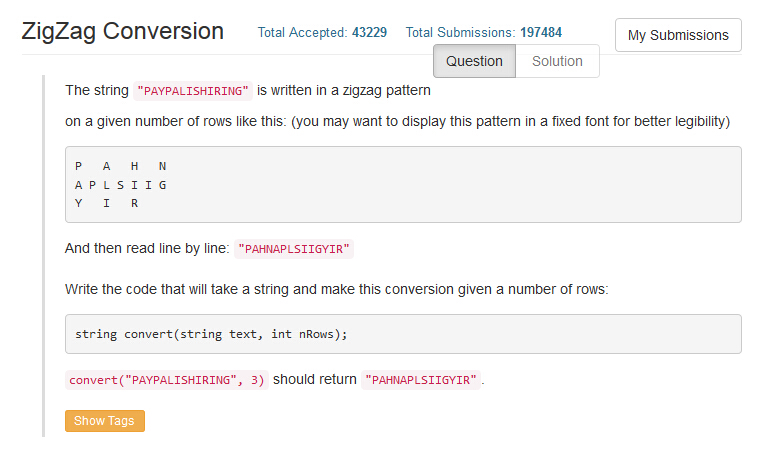 ZigZag Conversion Total Accepted: 43229 Total Submissions: 197484 My Submissions
Question Solution
The string "PAYPALISHIRING" is written in a zigzag pattern
on a given number of rows like this: (you may want to display this pattern in a fixed font for better legibility)
P   A   H   N
A P L S I I G
Y   I   R
And then read line by line: "PAHNAPLSIIGYIR"
Write the code that will take a string and make this conversion given a number of rows:
string convert(string text, int nRows);
convert("PAYPALISHIRING", 3) should return "PAHNAPLSIIGYIR".
Show Tags